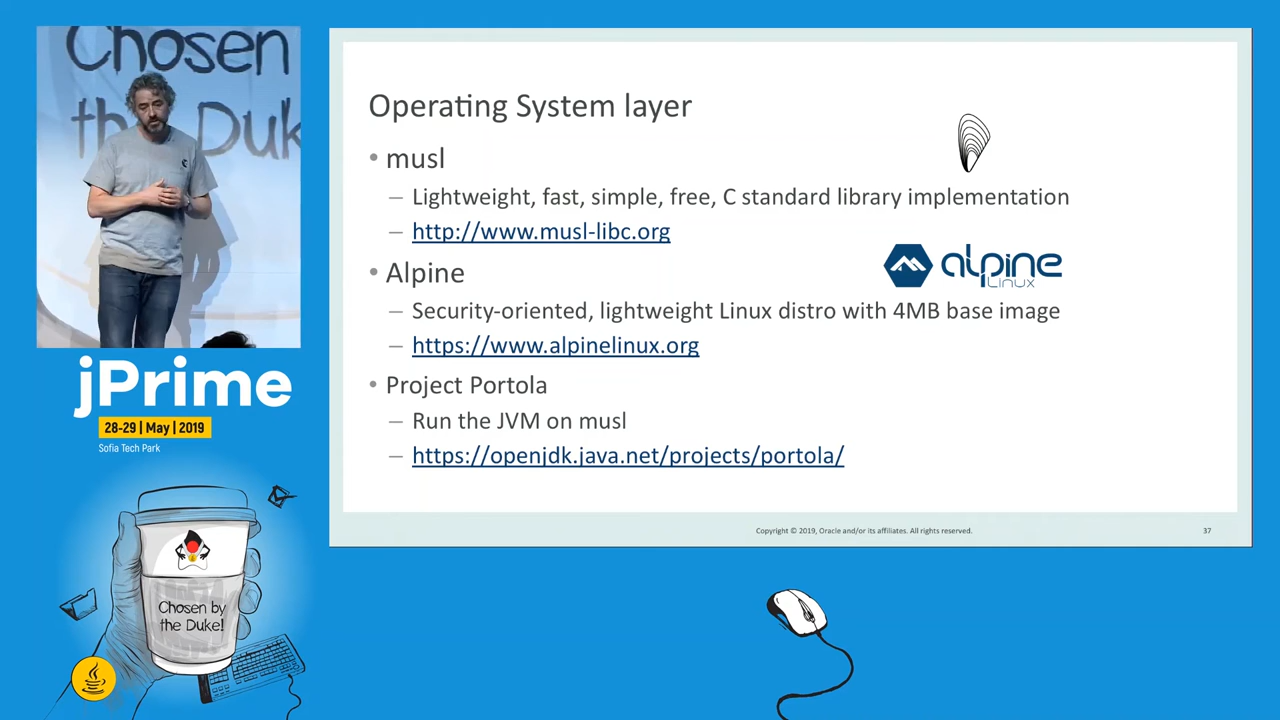 Chosen
the Duk
jPrime
28-29 | May | 2019
Sofia Tech Park
Chosen by
the Duke!
Operating System layer
• musl
– Lightweight, fast, simple, free, C standard library implementation
– http://www.musl-libc.org
• Alpine
– Security-oriented, lightweight Linux distro with 4MB base image
– https://www.alpinelinux.org
• Project Portola
– Run the JVM on musl
– https://openjdk.java.net/projects/portola/
alpine
LINUX
Copyright © 2019, Oracle and/or its affiliates. All rights reserved.
37